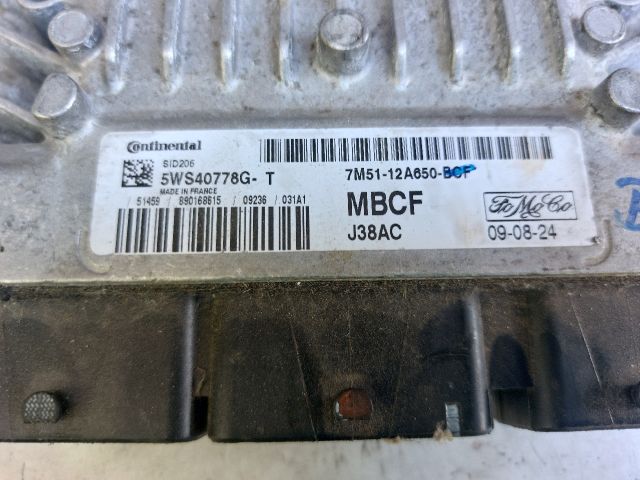 Continental
SID206
5WS40778G- T
MADE IN FRANCE
/ 51459 / 890168615 / 09236 / 031A1
7M51-12A650-BCF
MBCF
FoMoCo
J38AC
09-08-24